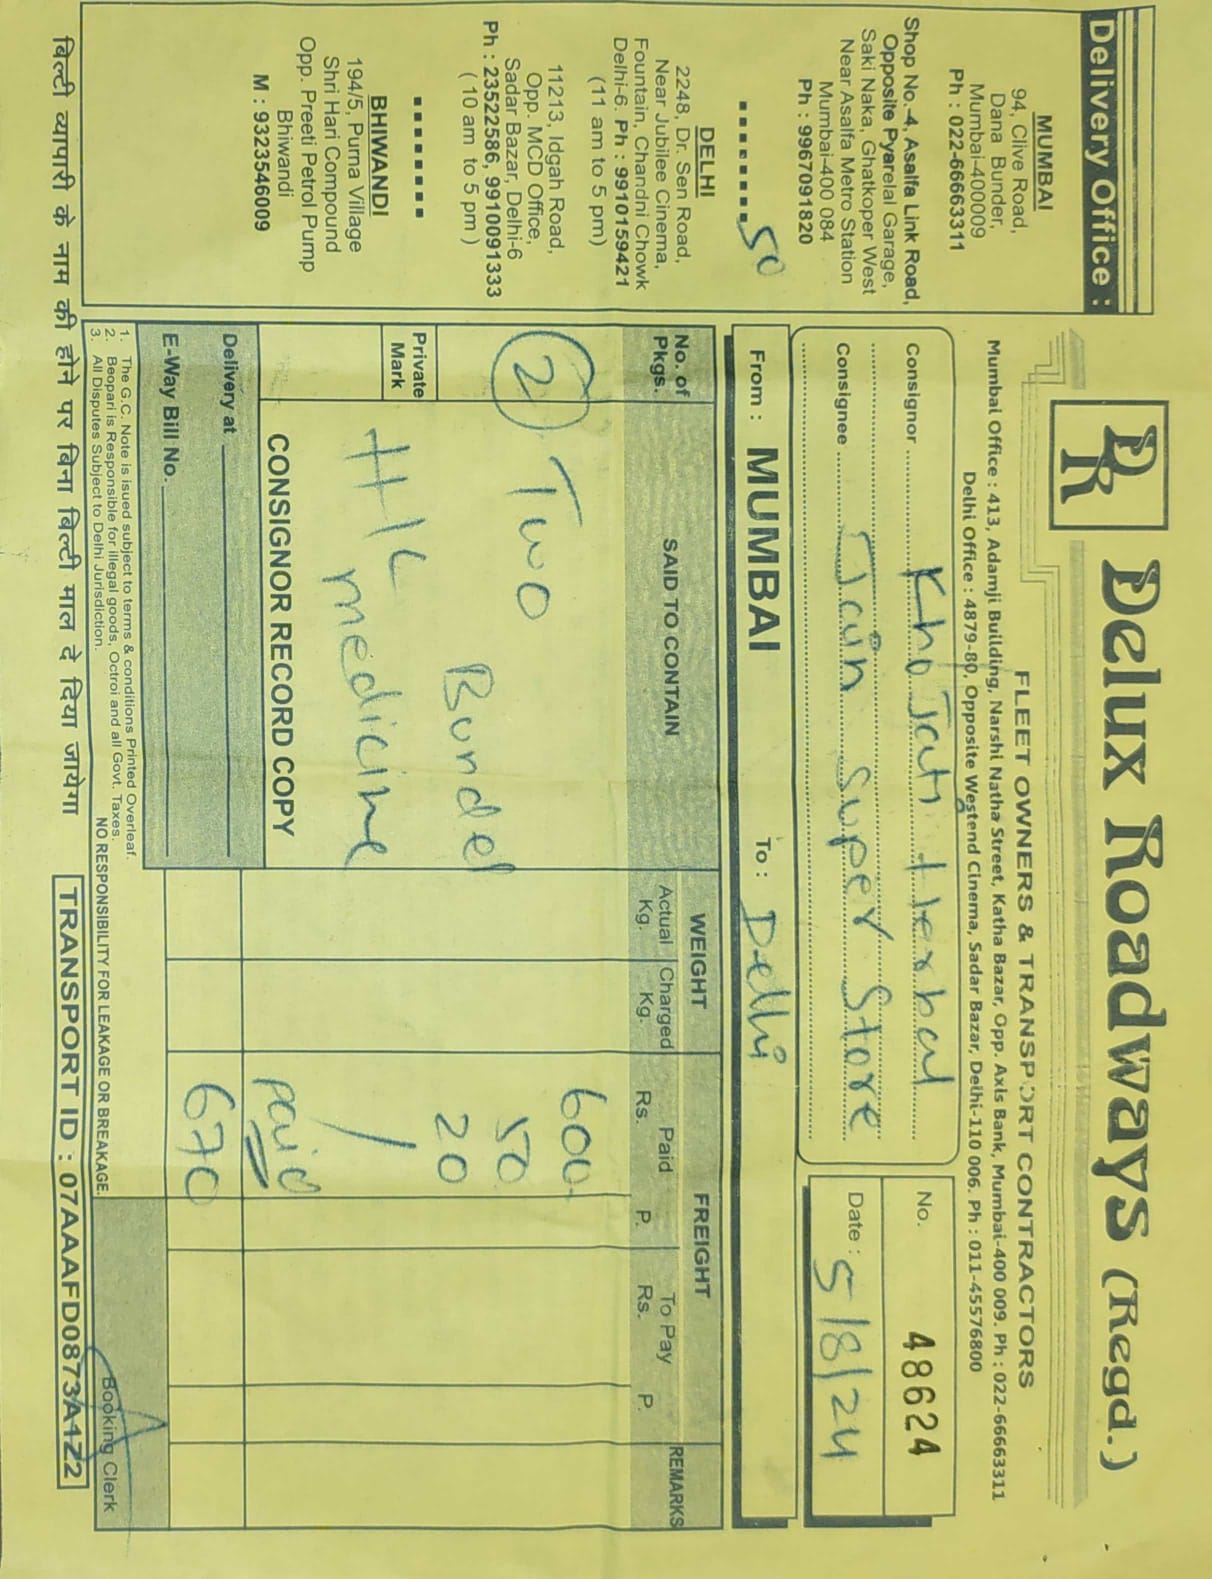 Delivery Office :
MUMBAI
94, Clive Road,
Dana Bunder,
Mumbai-400009
Ph : 022-66663311
Shop No.-4, Asalfa Link Road,
Opposite Pyarelal Garage,
Saki Naka, Ghatkoper West
Near Asalfa Metro Station
Mumbai-400 084
Ph : 9967091820
50
DELHI
2248, Dr. Sen Road,
Near Jubilee Cinema,
Fountain, Chandni Chowk
Delhi-6. Ph : 9910159421
(11 am to 5 pm)
11213, Idgah Road,
Opp. MCD Office,
Sadar Bazar, Delhi-6
Ph : 23522586, 9910091333
( 10 am to 5 pm )
BHIWANDI
194/5, Purna Village
Shri Hari Compound
Opp. Preeti Petrol Pump
Bhiwandi
M : 9323546009
DR Delux Roadways (Regd.)
FLEET OWNERS & TRANSPORT CONTRACTORS
Mumbai Office : 413, Adamji Building, Narshi Natha Street, Katha Bazar, Opp. Axis Bank, Mumbai-400 009. Ph : 022-66663311
Delhi Office : 4879-80, Opposite Westend Cinema, Sadar Bazar, Delhi-110 006. Ph : 011-45576800
Consignor Khojati Herbal
Consignee Jain Super Store
No. 48624
Date : 5/8/24
From : MUMBAI To : Delhi
No. of Pkgs. SAID TO CONTAIN WEIGHT FREIGHT REMARKS
Actual Kg. Charged Kg. Paid Rs. P. To Pay Rs. P.
2 Two 600
Bundel 50
20
Private Mark H/c medicine
CONSIGNOR RECORD COPY paid
Delivery at 670
E-Way Bill No.
1. The G.C. Note is issued subject to terms & conditions Printed Overleaf.
2. Beopari is Responsible for illegal goods, Octroi and all Govt. Taxes.
3. All Disputes Subject to Delhi Jurisdiction.
NO RESPONSIBILITY FOR LEAKAGE OR BREAKAGE.
Booking Clerk
बिल्टी व्यापारी के नाम की होने पर बिना बिल्टी माल दे दिया जायेगा
TRANSPORT ID : 07AAAFD0873A1Z2